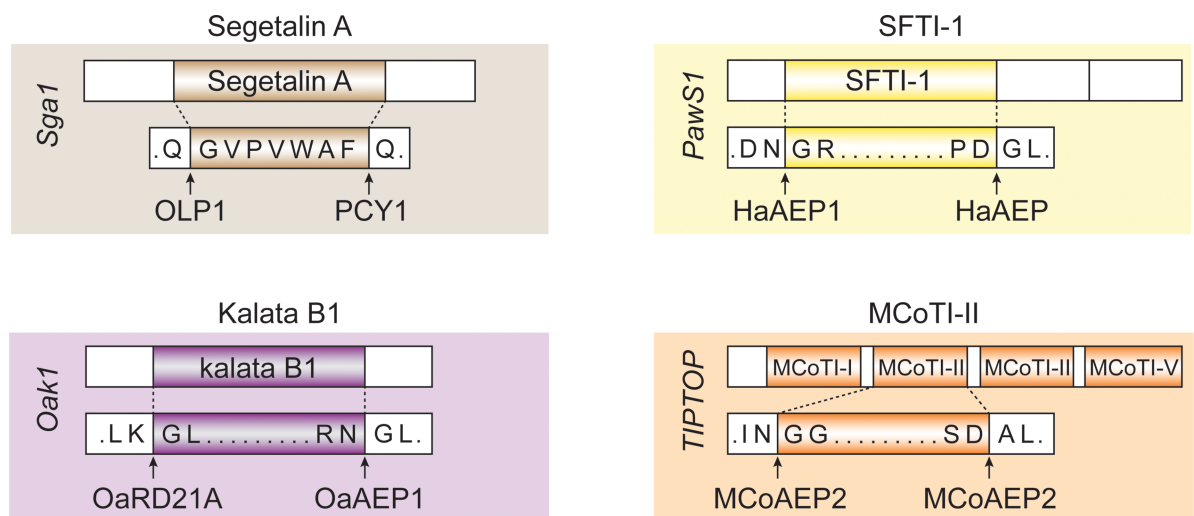 Segetalin A
Sga1
Segetalin A
.Q GVPVWAF Q.
OLP1 PCY1
SFTI-1
PawS1
SFTI-1
.DN GR.........PD GL.
HaAEP1 HaAEP
Kalata B1
Oak1
kalata B1
.LK GL.........RN GL.
OaRD21A OaAEP1
MCoTI-II
TIPTOP
MCoTI-I MCoTI-II MCoTI-II MCoTI-V
.IN GG.........SD AL.
MCoAEP2 MCoAEP2